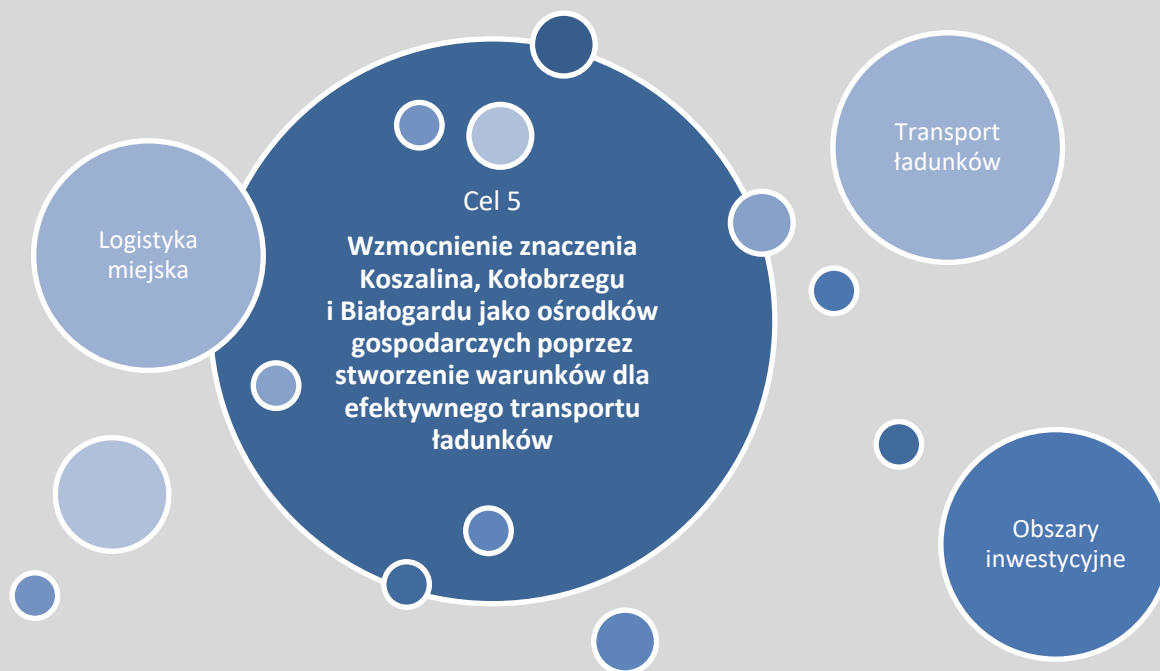 Transport
ładunków
Cel 5
Wzmocnienie znaczenia
Koszalina, Kołobrzegu
i Białogardu jako ośrodków
gospodarczych poprzez
stworzenie warunków dla
efektywnego transportu
ładunków
Logistyka
miejska
Obszary
inwestycyjne